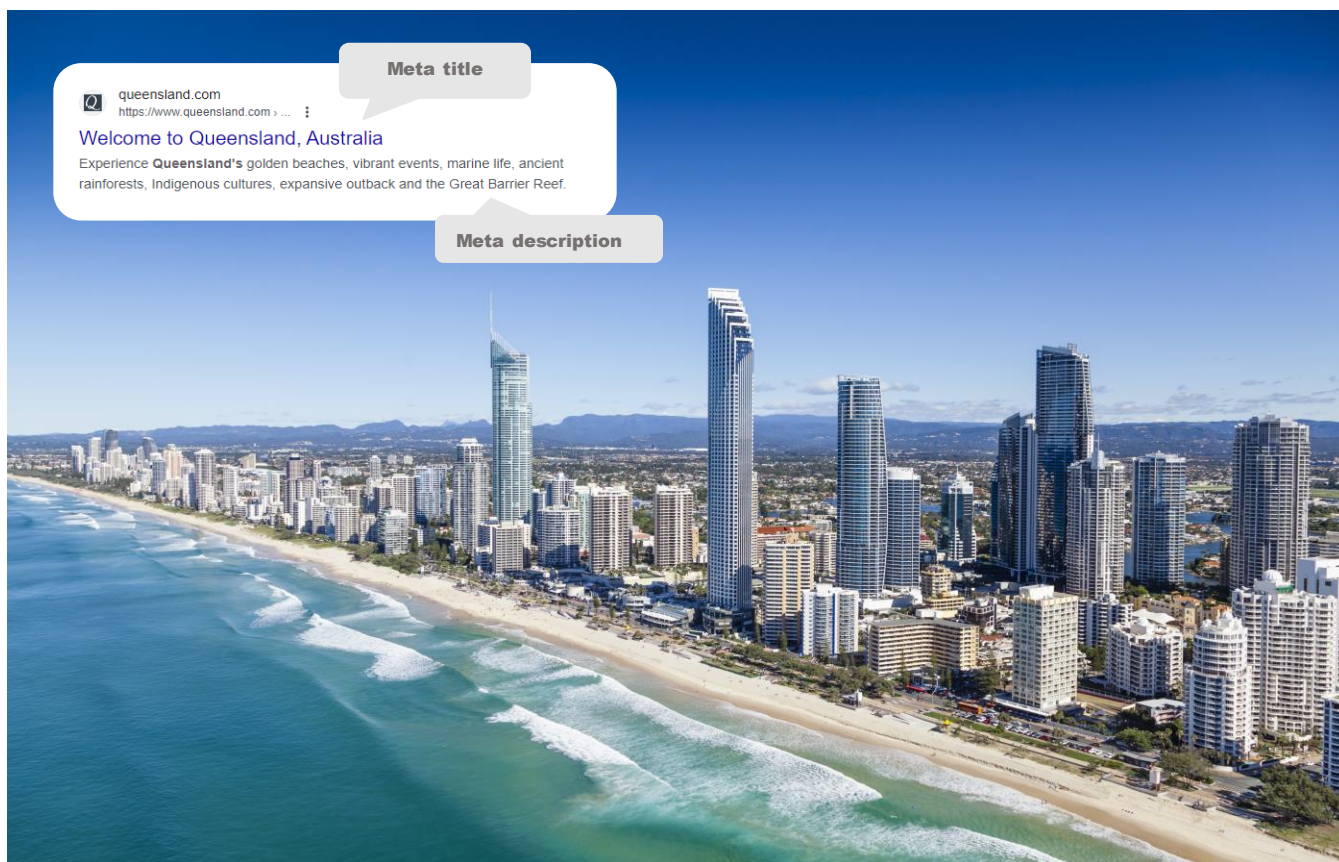 Meta title
queensland.com
https://www.queensland.com › ...
Welcome to Queensland, Australia
Experience Queensland's golden beaches, vibrant events, marine life, ancient
rainforests, Indigenous cultures, expansive outback and the Great Barrier Reef.
Meta description